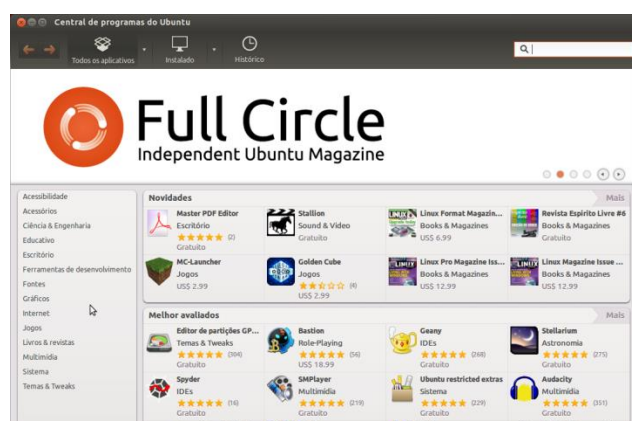 Central de programas do Ubuntu
Todos os aplicativos
Instalado
Histórico
Full Circle
Independent Ubuntu Magazine
Acessibilidade
Acessórios
Ciência & Engenharia
Educativo
Escritório
Ferramentas de desenvolvimento
Fontes
Gráficos
Internet
Jogos
Livros & revistas
Multimídia
Sistema
Temas & Tweaks
Novidades
Mais
Master PDF Editor
Escritório
(2)
Gratuito
Stallion
Sound & Video
Gratuito
Linux Format Magazin...
Books & Magazines
US$ 6.99
Revista Espírito Livre #6
Books & Magazines
Gratuito
MC-Launcher
Jogos
US$ 2.99
Golden Cube
Jogos
(4)
US$ 2.99
Linux Pro Magazine Iss...
Books & Magazines
US$ 12.99
Linux Magazine Issue ...
Books & Magazines
US$ 12.99
Melhor avaliados
Mais
Editor de partições GP...
Temas & Tweaks
(304)
Gratuito
Bastion
Role-Playing
(56)
US$ 18.99
Geany
IDEs
(268)
Gratuito
Stellarium
Astronomia
(275)
Gratuito
Spyder
IDEs
(16)
Gratuito
SMPlayer
Multimídia
(219)
Gratuito
Ubuntu restricted extras
Sistema
(229)
Gratuito
Audacity
Multimídia
(351)
Gratuito